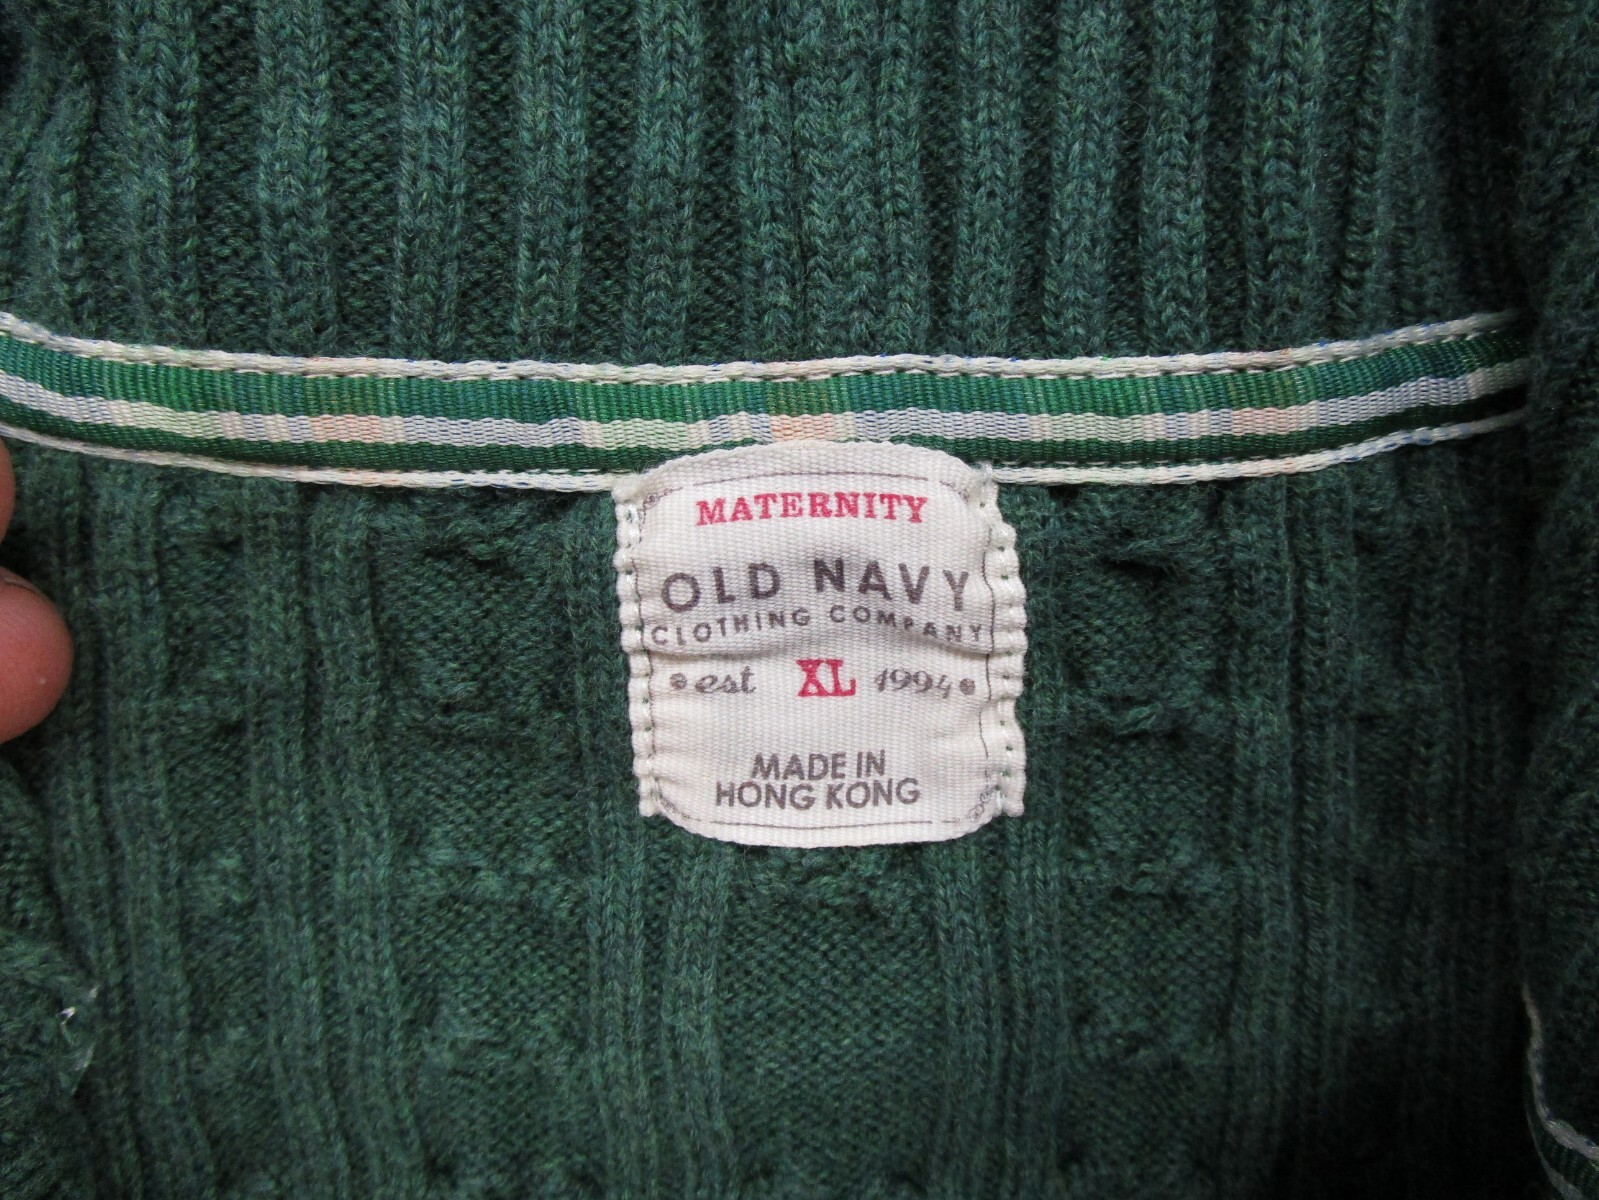 MATERNITY
OLD NAVY
CLOTHING COMPANY
est XL 1994
MADE IN
HONG KONG